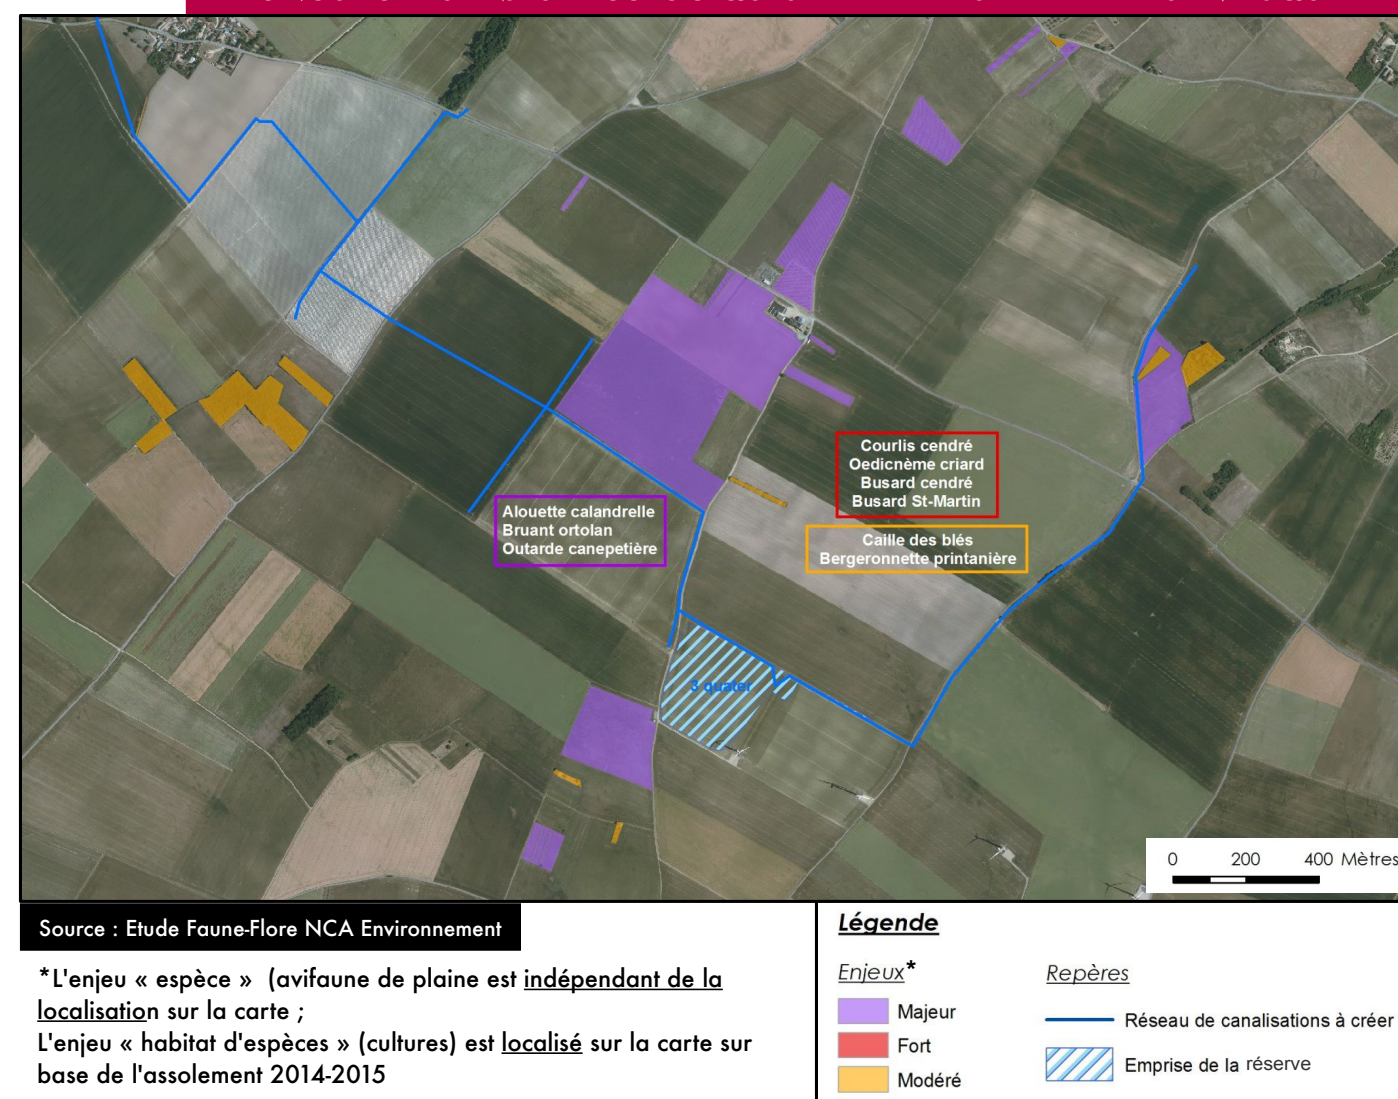 Courlis cendré
Oedicnème criard
Busard cendré
Busard St-Martin
Alouette calandrelle
Bruant ortolan
Outarde canepetière
Caille des blés
Bergeronnette printanière
3 quater
0 200 400 Mètres
Source : Etude Faune-Flore NCA Environnement
*L'enjeu « espèce » (avifaune de plaine est indépendant de la
localisation sur la carte ;
L'enjeu « habitat d'espèces » (cultures) est localisé sur la carte sur
base de l'assolement 2014-2015
Légende
Enjeux*
Majeur
Fort
Modéré
Repères
Réseau de canalisations à créer
Emprise de la réserve